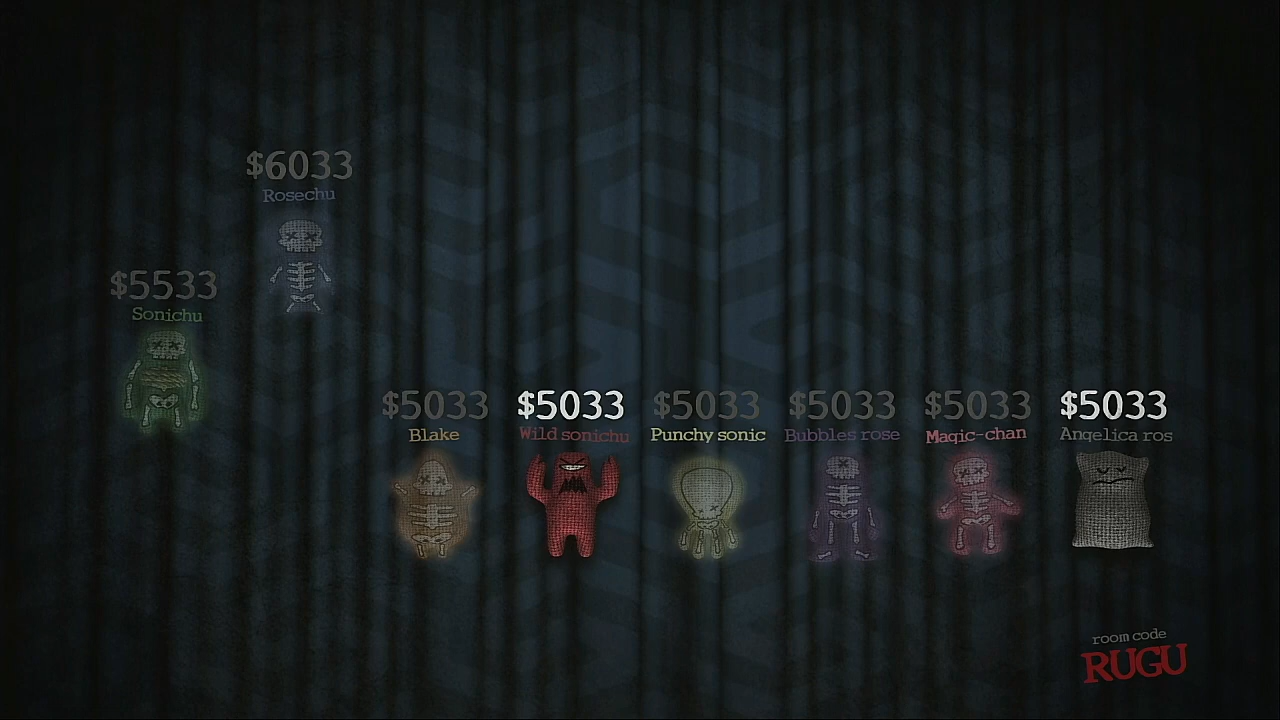 $6033
Rosechu
$5533
Sonichu
$5033 $5033 $5033 $5033 $5033 $5033
Blake Wild sonichu Punchy sonic Bubbles rose Magic-chan Angelica ros
room code
RUGU